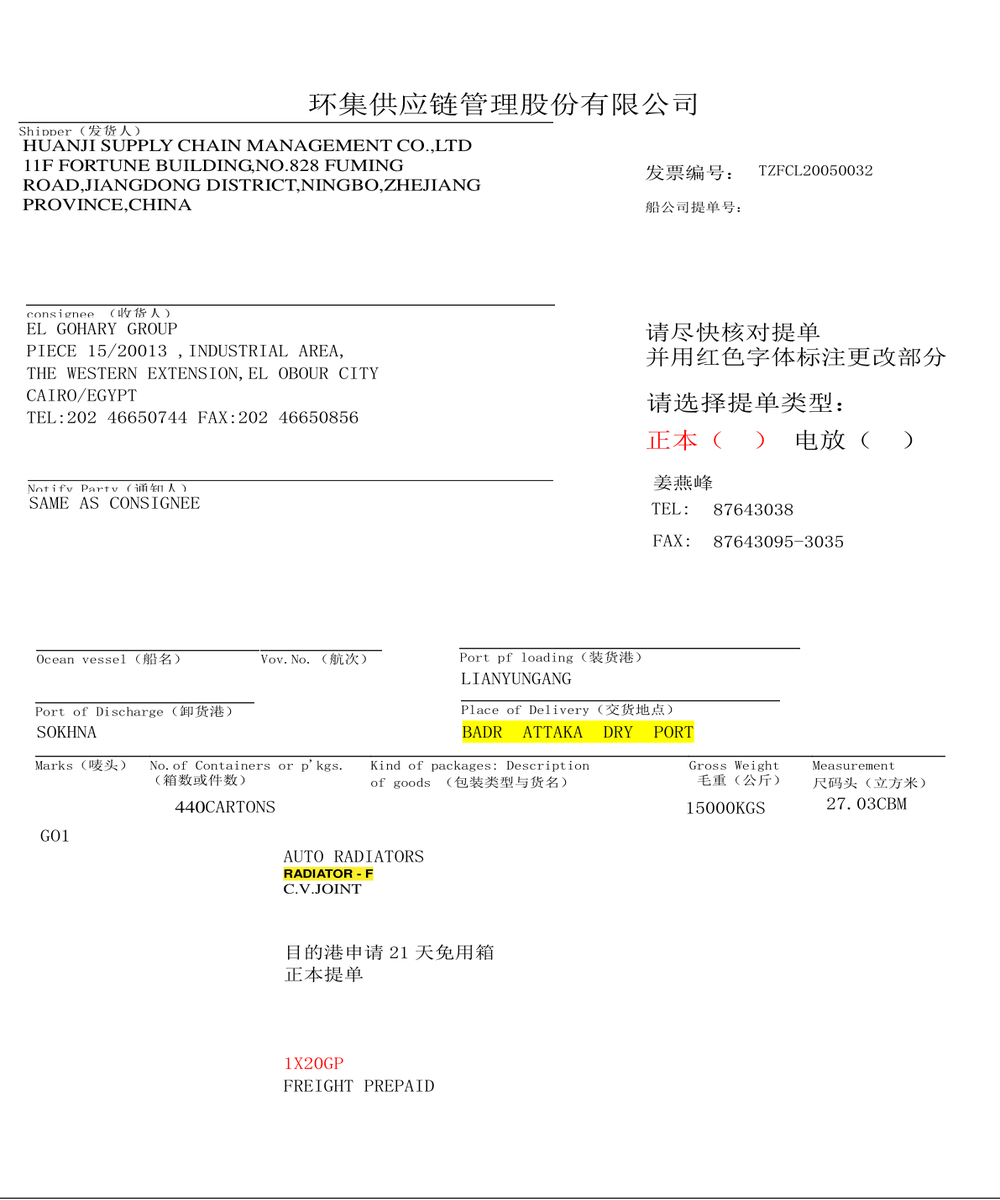 环集供应链管理股份有限公司
Shipper（发货人）
HUANJI SUPPLY CHAIN MANAGEMENT CO.,LTD
11F FORTUNE BUILDING,NO.828 FUMING
ROAD,JIANGDONG DISTRICT,NINGBO,ZHEJIANG
PROVINCE,CHINA
发票编号： TZFCL20050032
船公司提单号：
consignee （收货人）
EL GOHARY GROUP
PIECE 15/20013 ,INDUSTRIAL AREA,
THE WESTERN EXTENSION,EL OBOUR CITY
CAIRO/EGYPT
TEL:202 46650744 FAX:202 46650856
请尽快核对提单
并用红色字体标注更改部分
请选择提单类型：
正本（ ） 电放（ ）
Notify Party（通知人）
SAME AS CONSIGNEE
姜燕峰
TEL: 87643038
FAX: 87643095-3035
Ocean vessel（船名） Vov.No.（航次） Port pf loading（装货港）
LIANYUNGANG
Port of Discharge（卸货港） Place of Delivery（交货地点）
SOKHNA BADR ATTAKA DRY PORT
Marks（唛头） No.of Containers or p'kgs. Kind of packages: Description Gross Weight Measurement
（箱数或件数） of goods （包装类型与货名） 毛重（公斤） 尺码头（立方米）
440CARTONS 15000KGS 27.03CBM
GO1
AUTO RADIATORS
RADIATOR - F
C.V.JOINT
目的港申请 21 天免用箱
正本提单
1X20GP
FREIGHT PREPAID